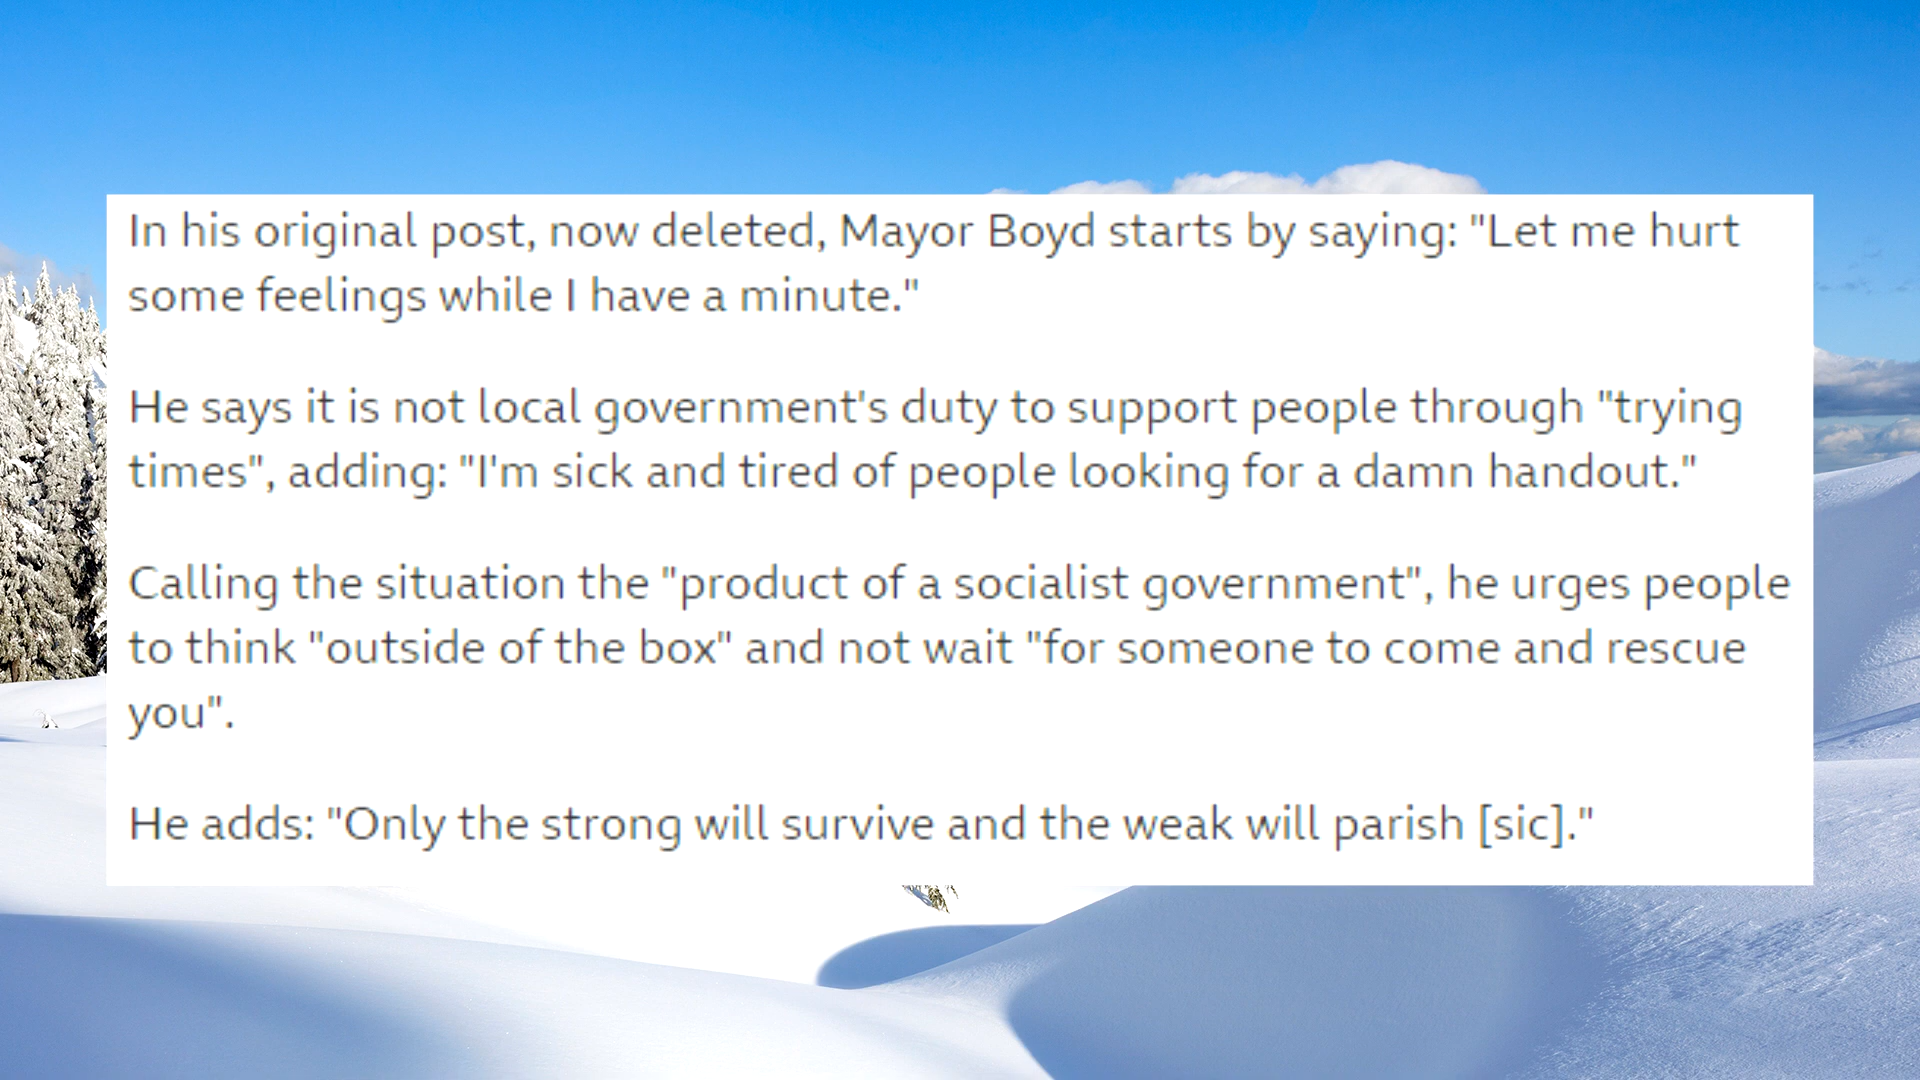 In his original post, now deleted, Mayor Boyd starts by saying: "Let me hurt
some feelings while I have a minute."
He says it is not local government's duty to support people through "trying
times", adding: "I'm sick and tired of people looking for a damn handout."
Calling the situation the "product of a socialist government", he urges people
to think "outside of the box" and not wait "for someone to come and rescue
you".
He adds: "Only the strong will survive and the weak will parish [sic]."